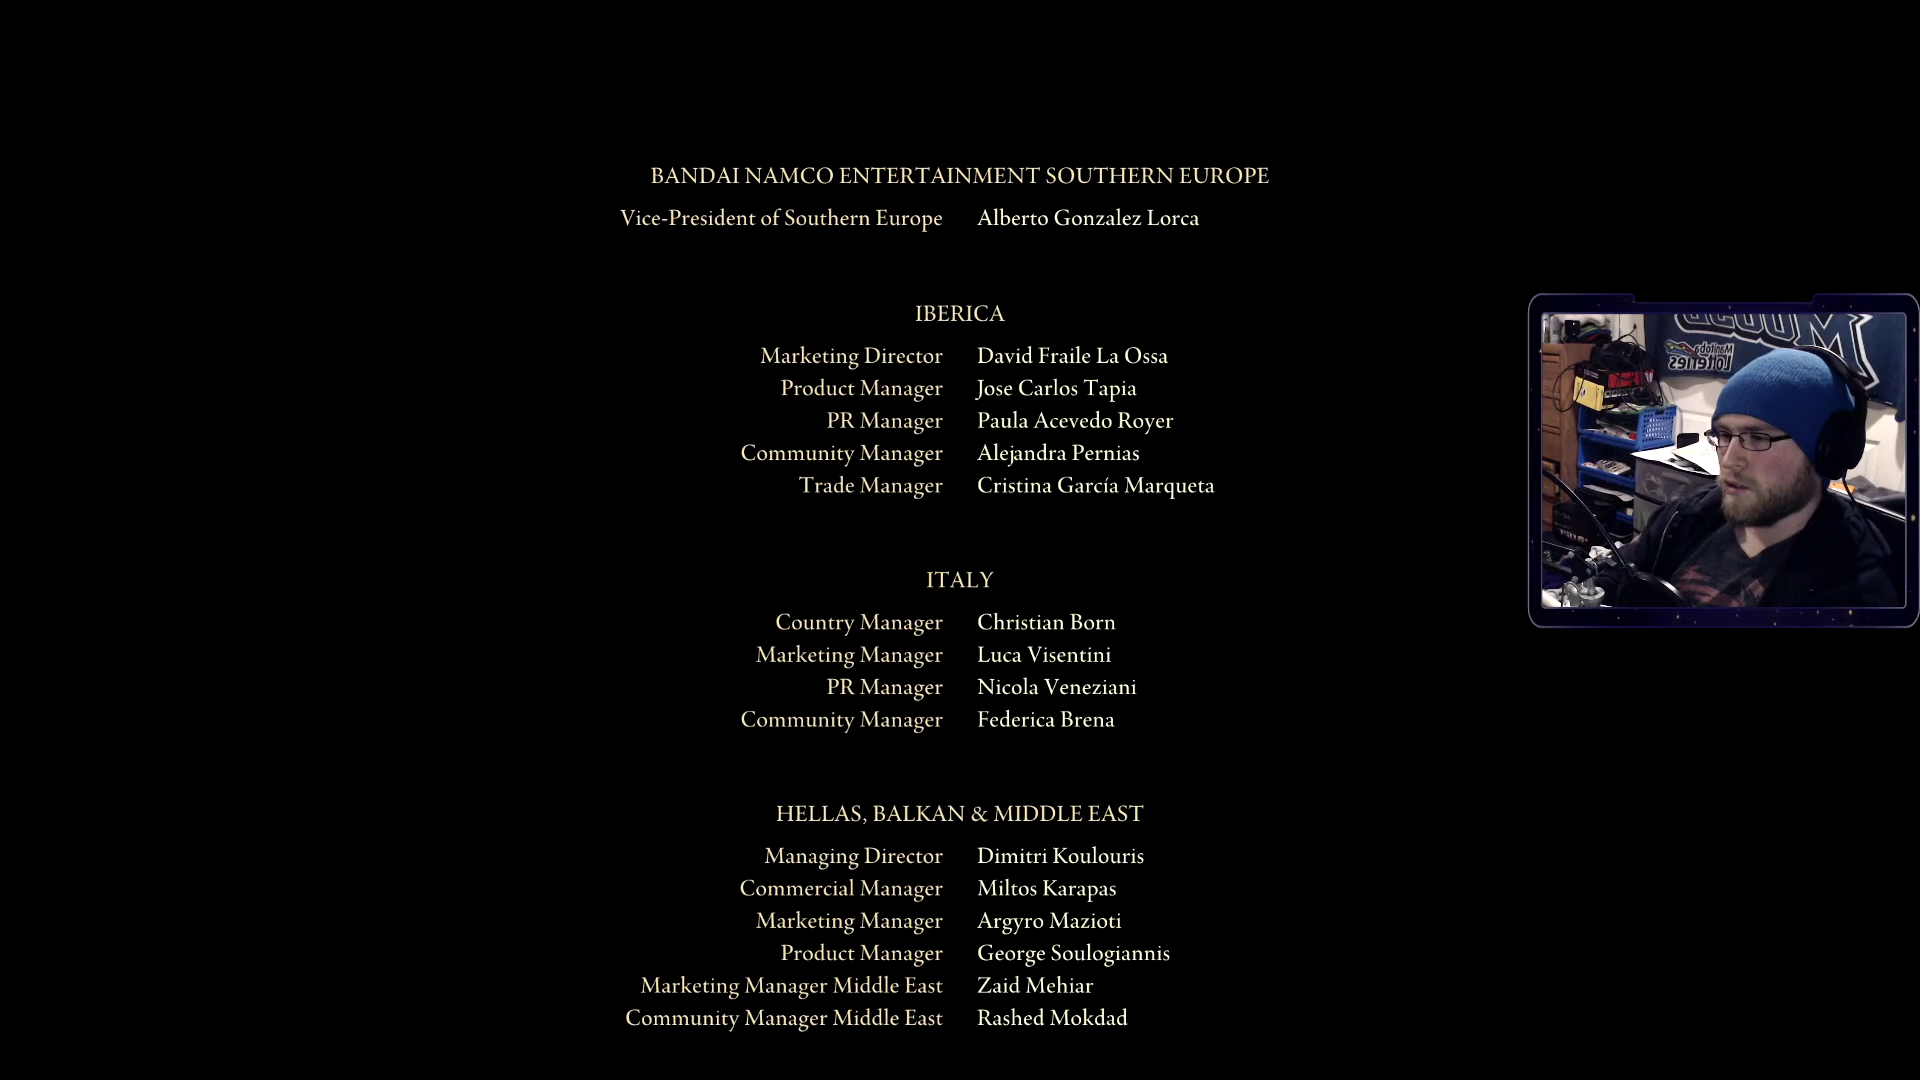 BANDAI NAMCO ENTERTAINMENT SOUTHERN EUROPE
Vice-President of Southern Europe Alberto Gonzalez Lorca
IBERICA
Marketing Director David Fraile La Ossa
Product Manager Jose Carlos Tapia
PR Manager Paula Acevedo Royer
Community Manager Alejandra Pernias
Trade Manager Cristina García Marqueta
ITALY
Country Manager Christian Born
Marketing Manager Luca Visentini
PR Manager Nicola Veneziani
Community Manager Federica Brena
HELLAS, BALKAN & MIDDLE EAST
Managing Director Dimitri Koulouris
Commercial Manager Miltos Karapas
Marketing Manager Argyro Mazioti
Product Manager George Soulogiannis
Marketing Manager Middle East Zaid Mehiar
Community Manager Middle East Rashed Mokdad
Manitoba
Lotteries